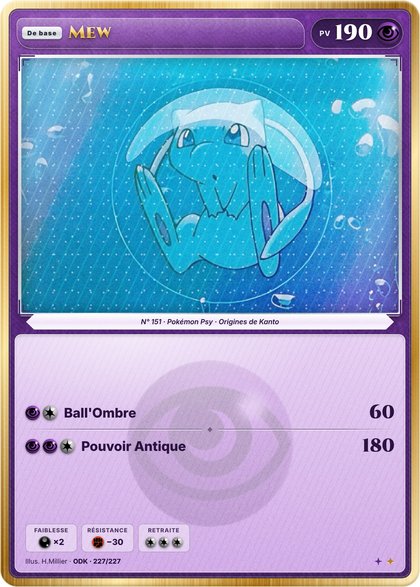 De base MEW PV 190
N° 151 · Pokémon Psy · Origines de Kanto
Ball'Ombre 60
Pouvoir Antique 180
FAIBLESSE RÉSISTANCE RETRAITE
×2 −30
Illus. H.Millier · ODK · 227/227